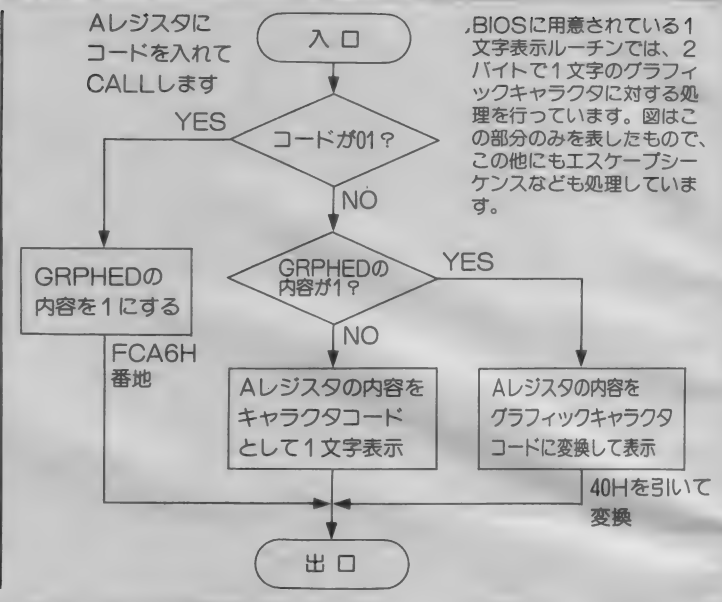 Aレジスタに
コードを入れて
CALLします
入口
BIOSに用意されている1
文字表示ルーチンでは、2
バイトで1文字のグラフィ
ックキャラクタに対する処
理を行っています。図はこ
の部分のみを表したもので、
この他にもエスケープシー
ケンスなども処理していま
す。
YES
コードが01?
NO
GRPHEDの
内容を1にする
GRPHEDの
内容が1?
YES
FCA6H
番地
NO
Aレジスタの内容を
キャラクタコード
として1文字表示
Aレジスタの内容を
グラフィックキャラクタ
コードに変換して表示
40Hを引いて
変換
出口